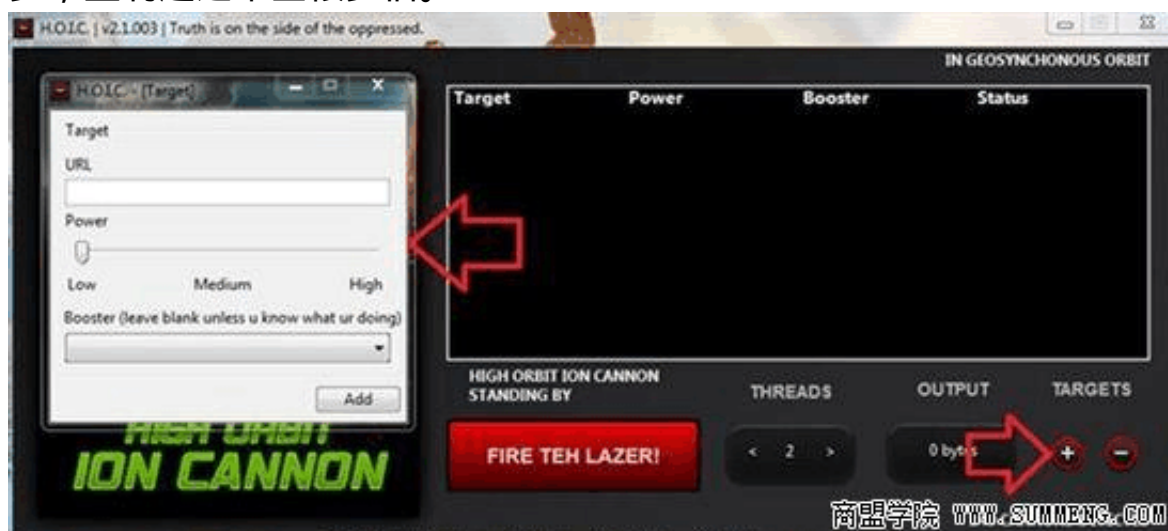 H.O.I.C. | v2.1.003 | Truth is on the side of the oppressed.
IN GEOSYNCHONOUS ORBIT
H.O.I.C. - [Target]
Target
URL
Power
Low Medium High
Booster (leave blank unless u know what ur doing)
Add
Target Power Booster Status
HIGH ORBIT ION CANNON
STANDING BY
THREADS OUTPUT TARGETS
FIRE TEH LAZER!
< 2 >
0 bytes
+ −
HIGH ORBIT
ION CANNON
商盟学院 WWW.SUMMENG.COM